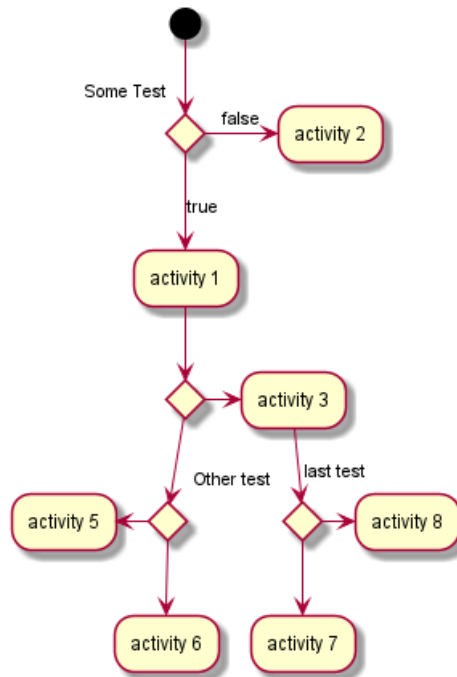 Some Test
false
activity 2
true
activity 1
activity 3
Other test
last test
activity 5
activity 8
activity 6
activity 7